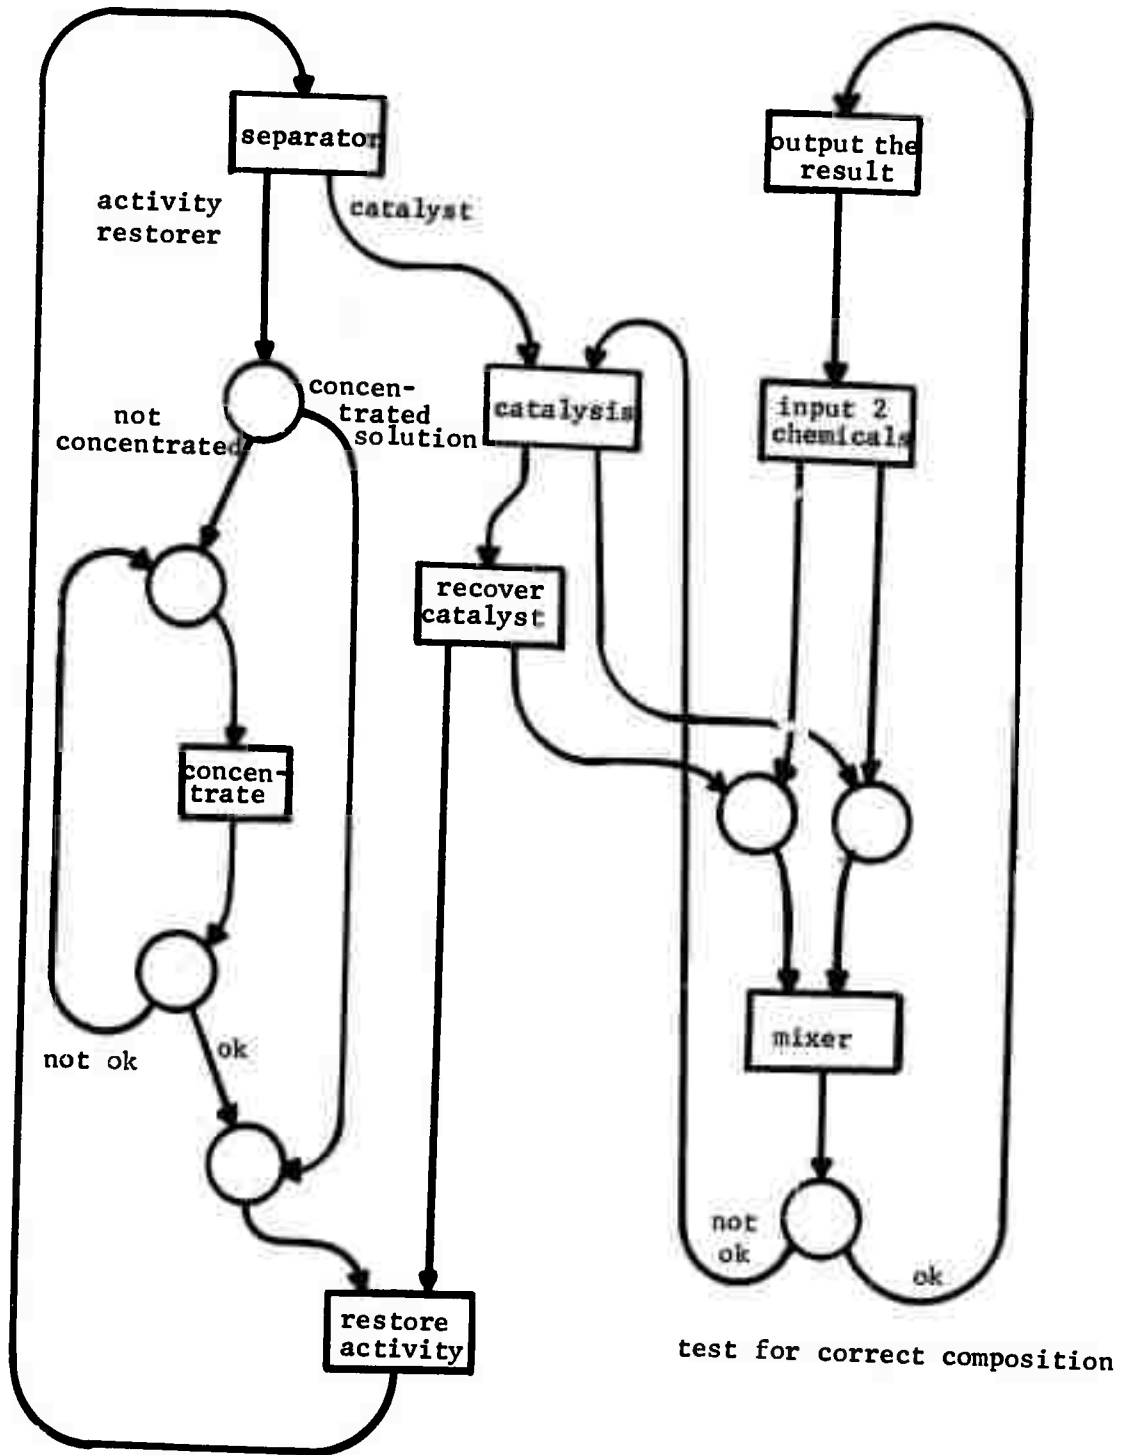 separator
output the
result
activity
restorer
catalyst
concen-
trated
solution
not
concentrated
catalysis
input 2
chemicals
recover
catalyst
concen-
trate
mixer
not ok
ok
not
ok
ok
restore
activity
test for correct composition